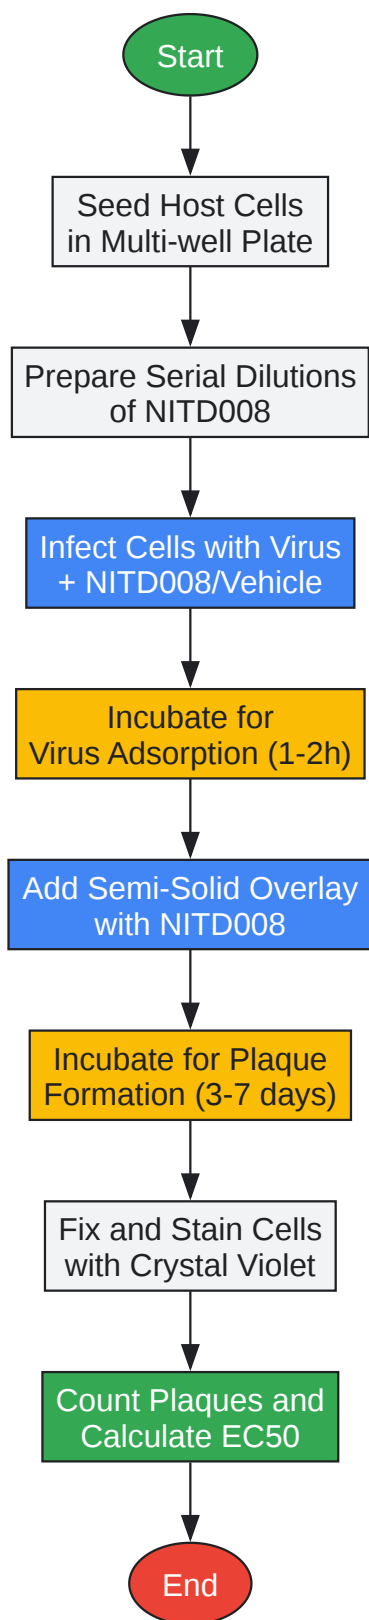 Start
Seed Host Cells
in Multi-well Plate
Prepare Serial Dilutions
of NITD008
Infect Cells with Virus
+ NITD008/Vehicle
Incubate for
Virus Adsorption (1-2h)
Add Semi-Solid Overlay
with NITD008
Incubate for Plaque
Formation (3-7 days)
Fix and Stain Cells
with Crystal Violet
Count Plaques and
Calculate EC50
End